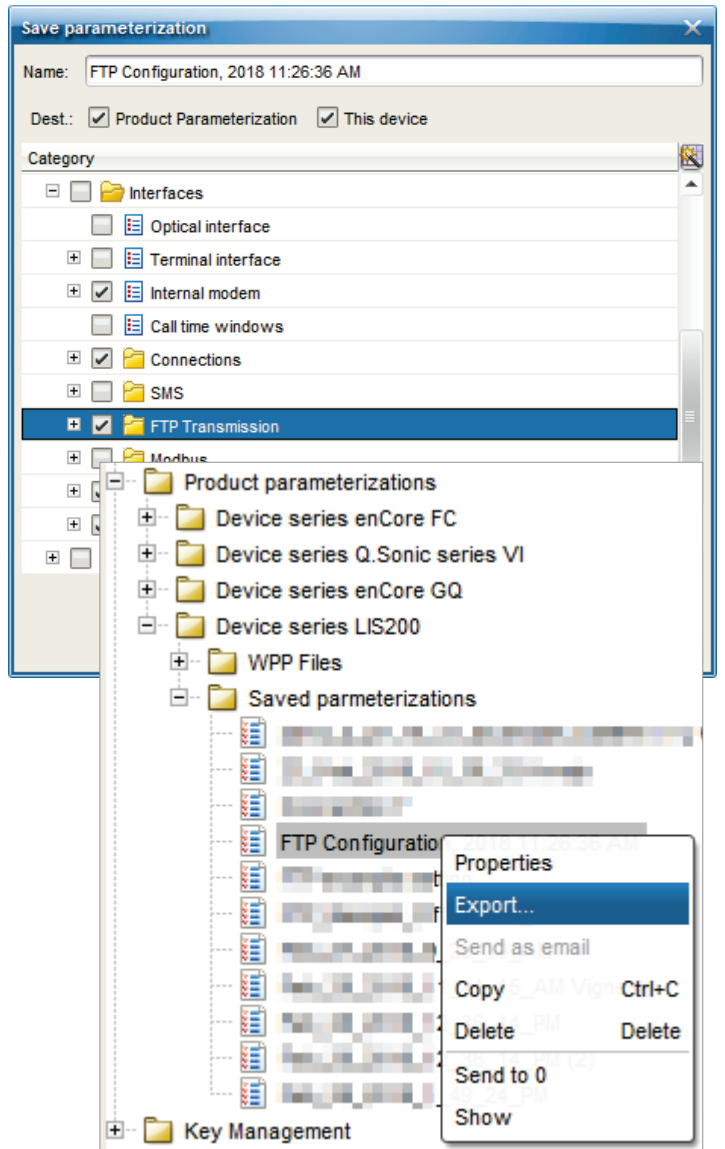 Save parameterization
Name: FTP Configuration, 2018 11:26:36 AM
Dest.: Product Parameterization This device
Category
Interfaces
Optical interface
Terminal interface
Internal modem
Call time windows
Connections
SMS
FTP Transmission
Modbus
Product parameterizations
Device series enCore FC
Device series Q.Sonic series VI
Device series enCore GQ
Device series LIS200
WPP Files
Saved parmeterizations
FTP Configuration, 2018 11:26:36 AM
Properties
Export...
Send as email
Copy Ctrl+C
Delete Delete
Send to 0
Show
Key Management